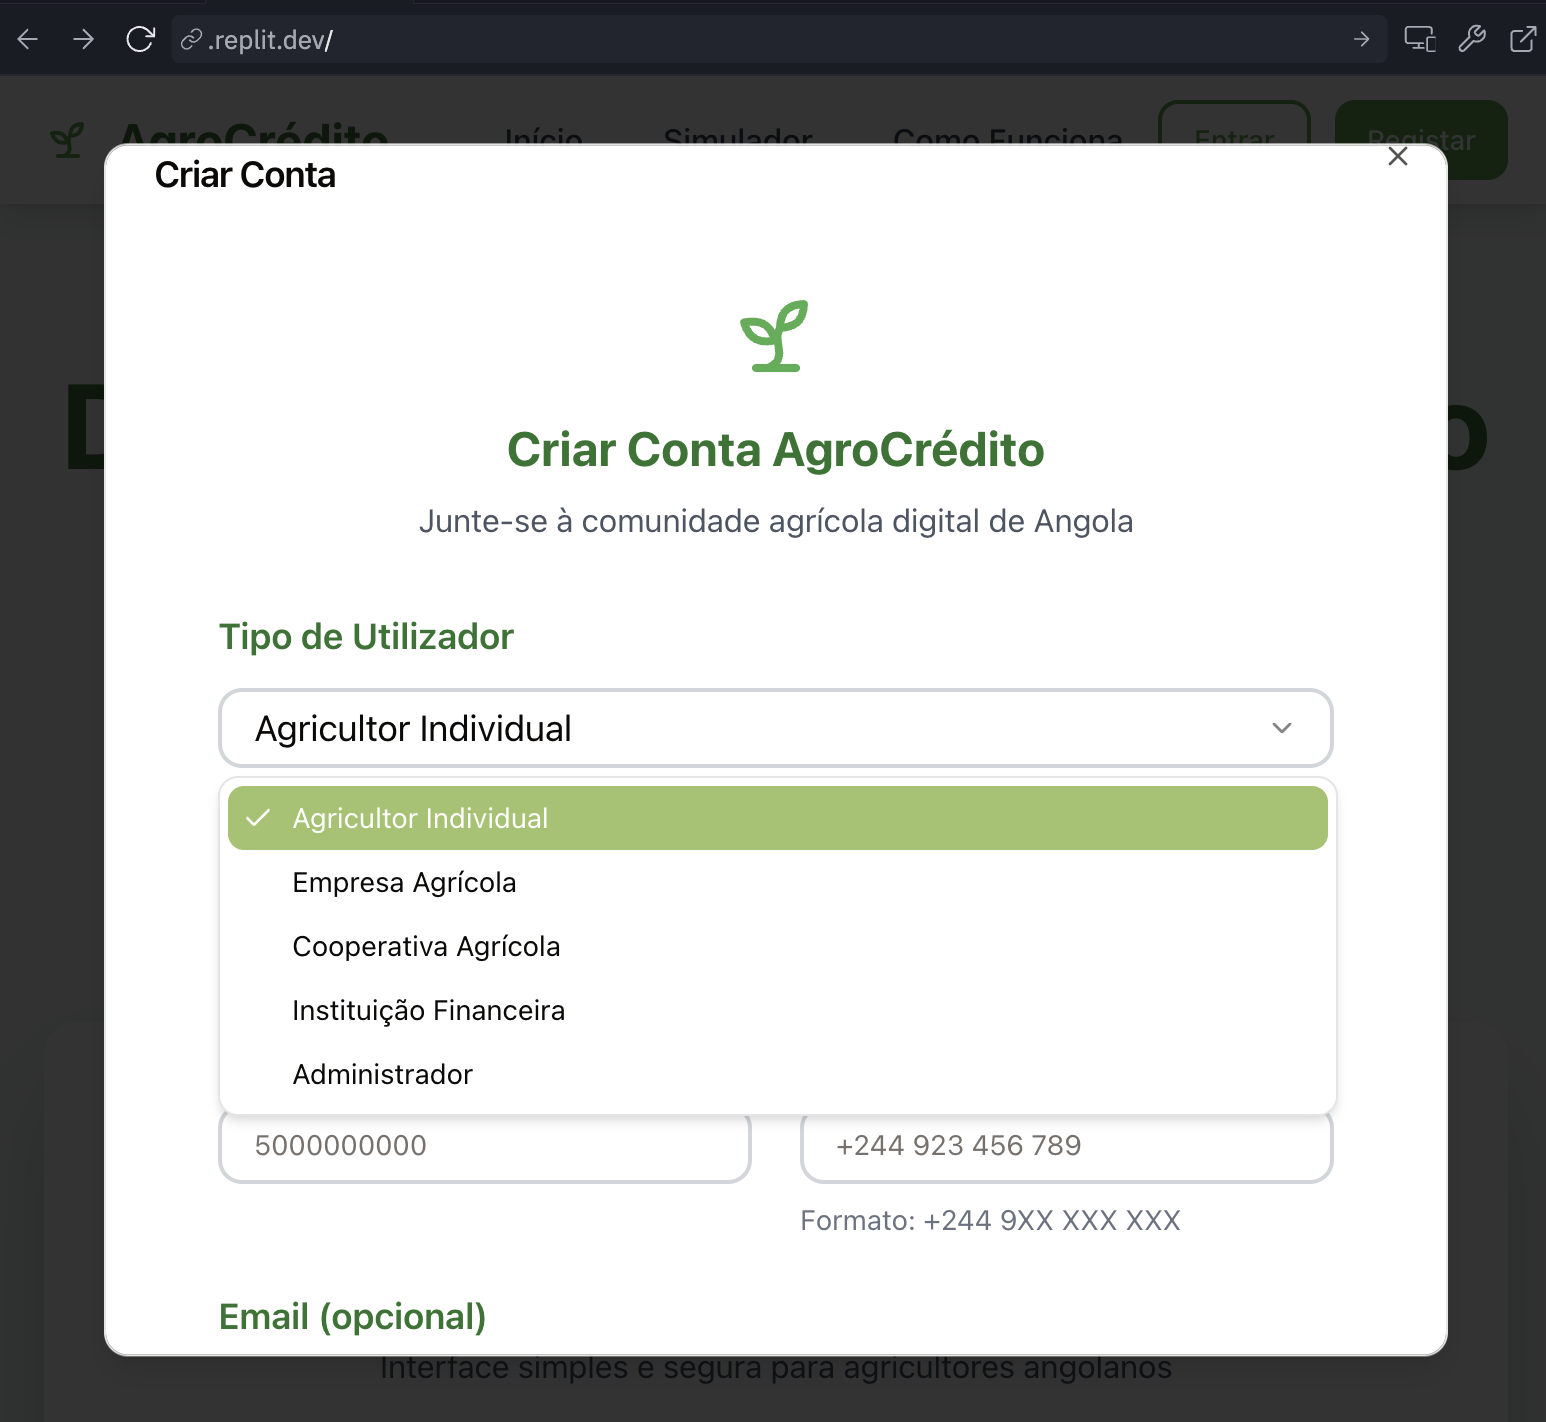 .replit.dev/
AgroCrédito
Início
Simulador
Como Funciona
Entrar
Registar
Criar Conta
Criar Conta AgroCrédito
Junte-se à comunidade agrícola digital de Angola
Tipo de Utilizador
Agricultor Individual
Agricultor Individual
Empresa Agrícola
Cooperativa Agrícola
Instituição Financeira
Administrador
5000000000
+244 923 456 789
Formato: +244 9XX XXX XXX
Email (opcional)
Interface simples e segura para agricultores angolanos